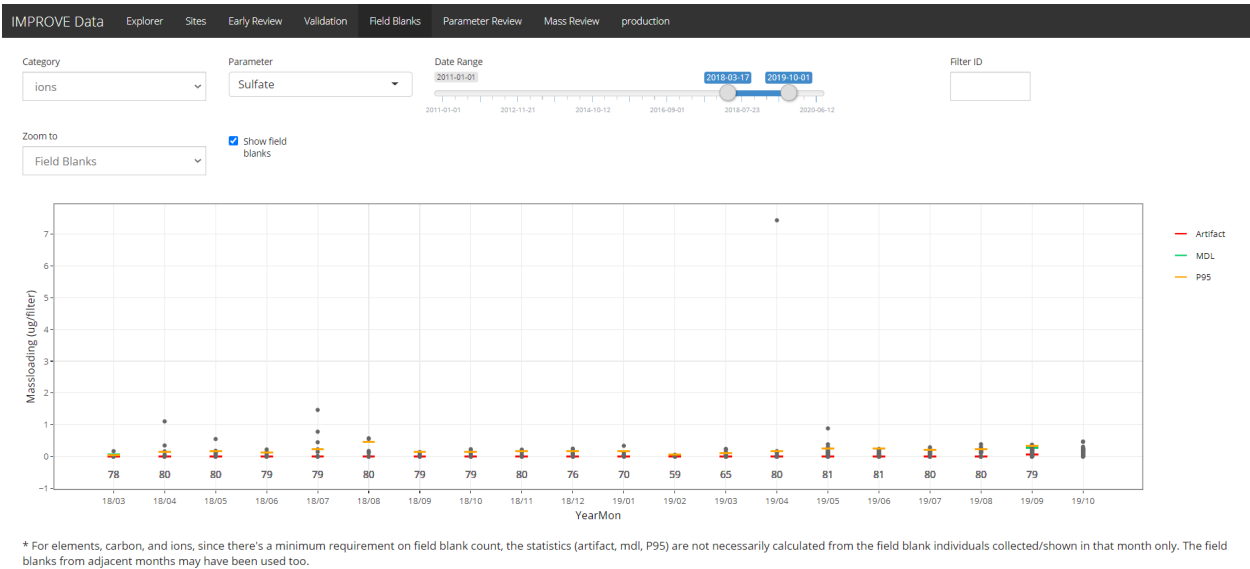 IMPROVE Data Explorer Sites Early Review Validation Field Blanks Parameter Review Mass Review production
Category Parameter Date Range Filter ID
ions Sulfate 2011-01-01 2018-03-17 2019-10-01
2011-01-01 2012-11-21 2014-10-12 2016-09-01 2018-07-23 2020-06-12
Zoom to
Field Blanks
Show field
blanks
Massloading (ug/filter)
7
6
5
4
3
2
1
0
−1
Artifact
MDL
P95
78 80 80 79 79 80 79 79 80 76 70 59 65 80 81 81 80 80 79
18/03 18/04 18/05 18/06 18/07 18/08 18/09 18/10 18/11 18/12 19/01 19/02 19/03 19/04 19/05 19/06 19/07 19/08 19/09 19/10
YearMon
* For elements, carbon, and ions, since there's a minimum requirement on field blank count, the statistics (artifact, mdl, P95) are not necessarily calculated from the field blank individuals collected/shown in that month only. The field
blanks from adjacent months may have been used too.